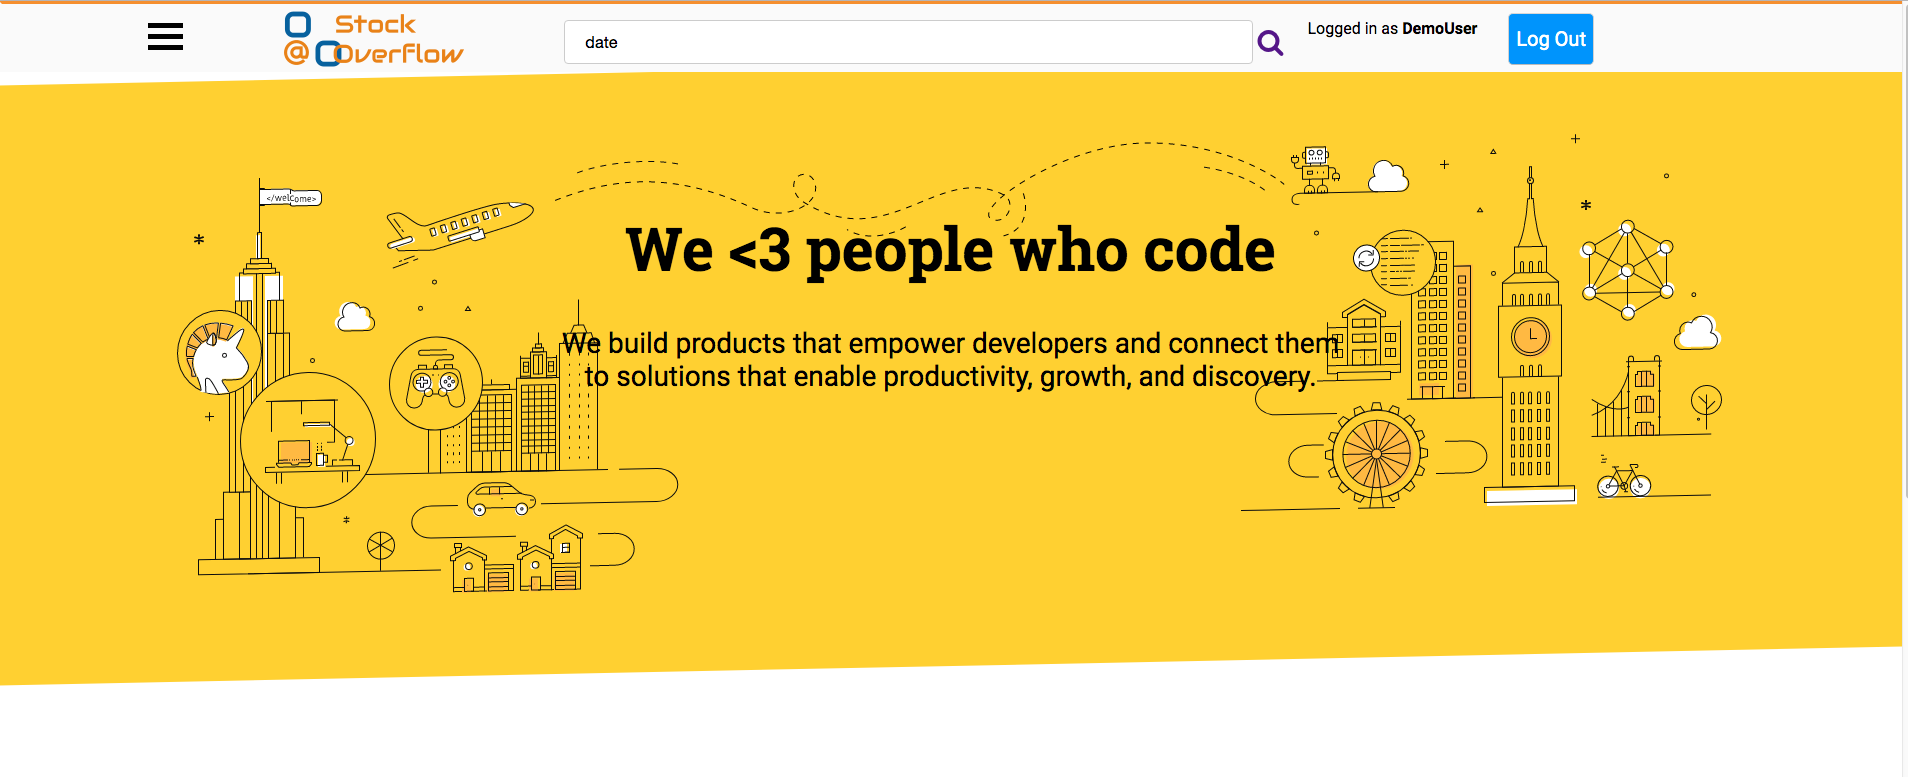 Stock
@ Overflow
date
Logged in as DemoUser
Log Out
</welcome>
We <3 people who code
We build products that empower developers and connect them
to solutions that enable productivity, growth, and discovery.